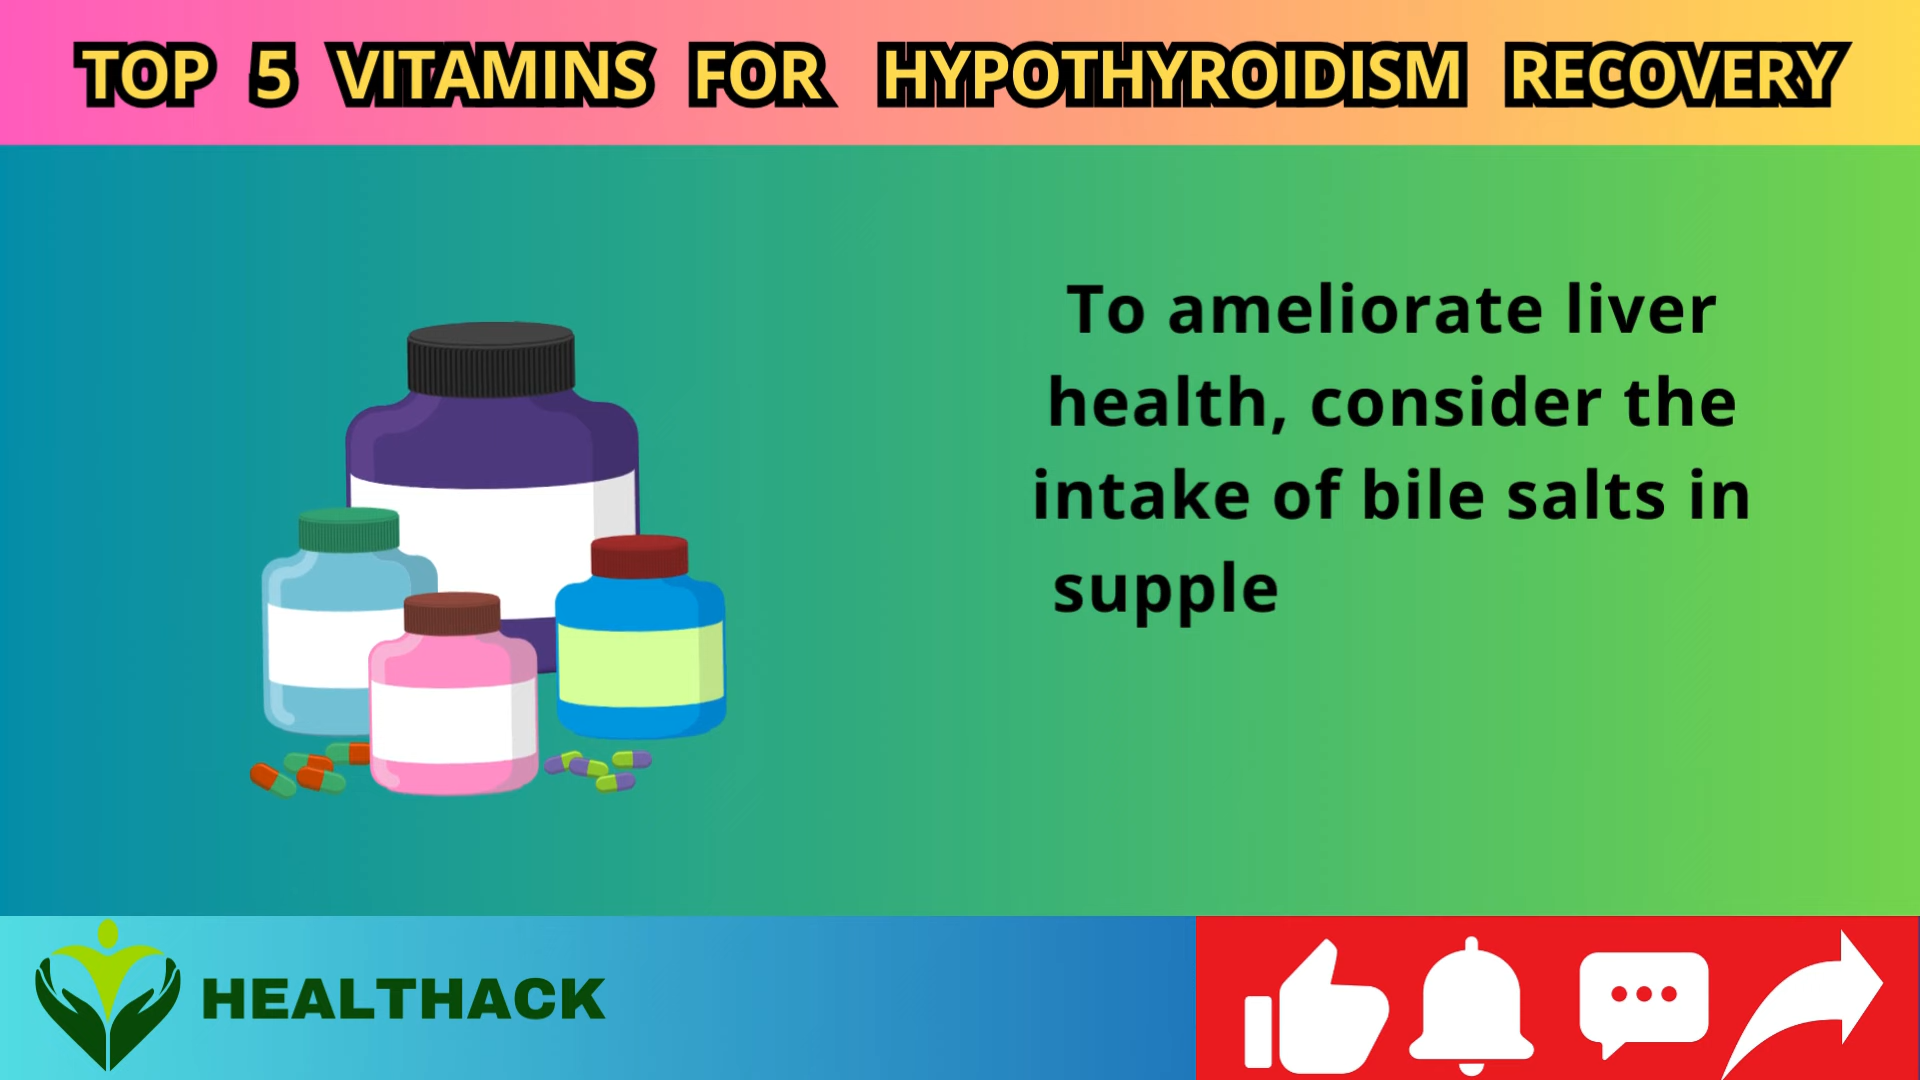 TOP 5 VITAMINS FOR HYPOTHYROIDISM RECOVERY
To ameliorate liver
health, consider the
intake of bile salts in
supple
HEALTHACK